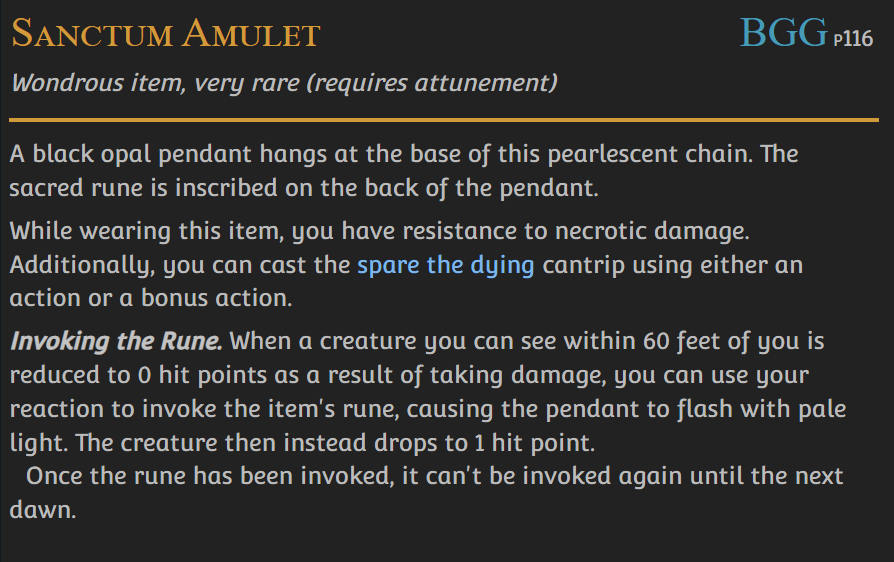 Sanctum Amulet BGG p116
Wondrous item, very rare (requires attunement)
A black opal pendant hangs at the base of this pearlescent chain. The
sacred rune is inscribed on the back of the pendant.
While wearing this item, you have resistance to necrotic damage.
Additionally, you can cast the spare the dying cantrip using either an
action or a bonus action.
Invoking the Rune. When a creature you can see within 60 feet of you is
reduced to 0 hit points as a result of taking damage, you can use your
reaction to invoke the item's rune, causing the pendant to flash with pale
light. The creature then instead drops to 1 hit point.
Once the rune has been invoked, it can't be invoked again until the next
dawn.